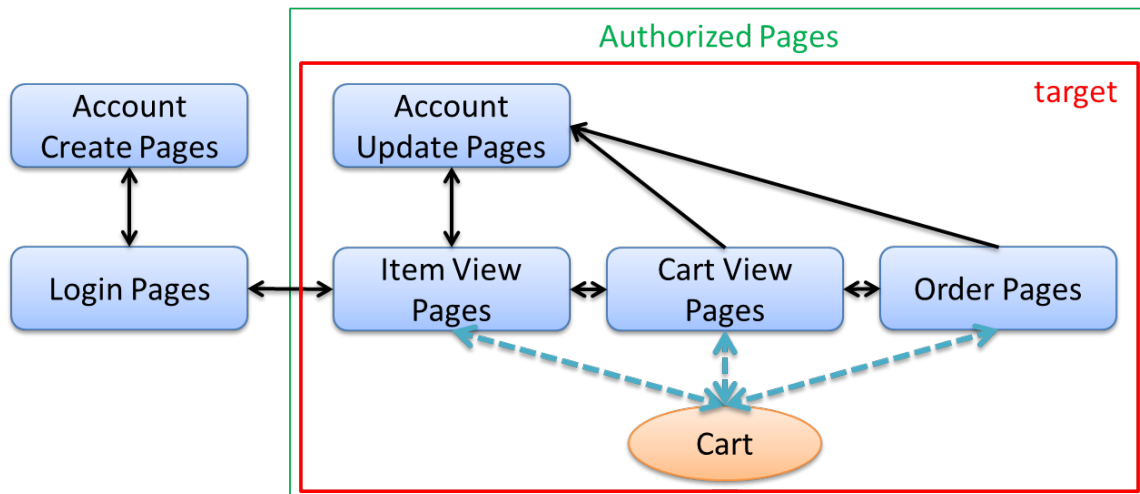 Authorized Pages
target
Account
Create Pages
Account
Update Pages
Login Pages
Item View
Pages
Cart View
Pages
Order Pages
Cart